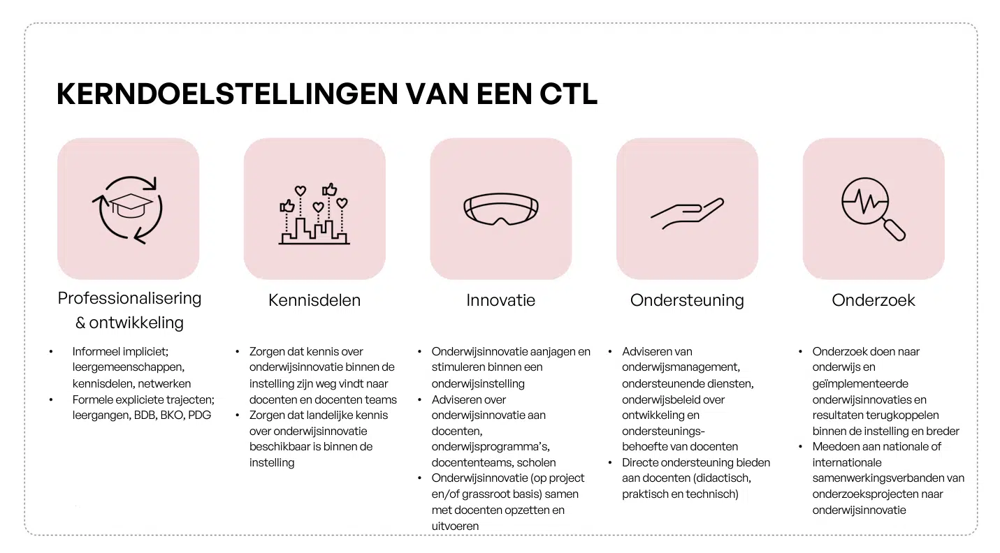 KERNDOELSTELLINGEN VAN EEN CTL
Professionalisering
& ontwikkeling
• Informeel impliciet;
leergemeenschappen,
kennisdelen, netwerken
• Formele expliciete trajecten;
leergangen, BDB, BKO, PDG
Kennisdelen
• Zorgen dat kennis over
onderwijsinnovatie binnen de
instelling zijn weg vindt naar
docenten en docenten teams
• Zorgen dat landelijke kennis
over onderwijsinnovatie
beschikbaar is binnen de
instelling
Innovatie
• Onderwijsinnovatie aanjagen en
stimuleren binnen een
onderwijsinstelling
• Adviseren over
onderwijsinnovatie aan
docenten,
onderwijsprogramma's,
docententeams, scholen
• Onderwijsinnovatie (op project
en/of grassroot basis) samen
met docenten opzetten en
uitvoeren
Ondersteuning
• Adviseren van
onderwijsmanagement,
ondersteunende diensten,
onderwijsbeleid over
ontwikkeling en
ondersteunings-
behoefte van docenten
• Directe ondersteuning bieden
aan docenten (didactisch,
praktisch en technisch)
Onderzoek
• Onderzoek doen naar
onderwijs en
geïmplementeerde
onderwijsinnovaties en
resultaten terugkoppelen
binnen de instelling en breder
• Meedoen aan nationale of
internationale
samenwerkingsverbanden van
onderzoeksprojecten naar
onderwijsinnovatie